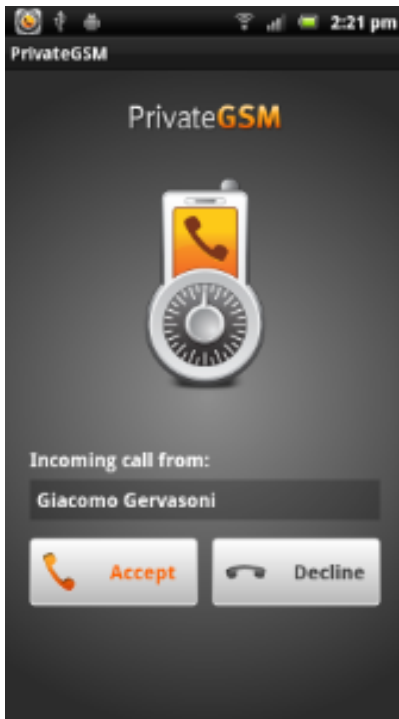 2:21 pm
PrivateGSM
PrivateGSM
Incoming call from:
Giacomo Gervasoni
Accept
Decline